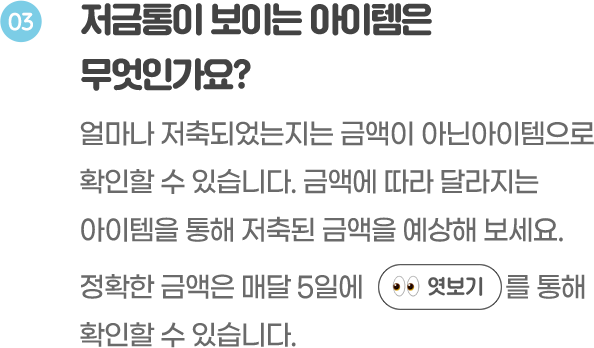 03 저금통이 보이는 아이템은
무엇인가요?
얼마나 저축되었는지는 금액이 아닌아이템으로
확인할 수 있습니다. 금액에 따라 달라지는
아이템을 통해 저축된 금액을 예상해 보세요.
정확한 금액은 매달 5일에 👀 엿보기 를 통해
확인할 수 있습니다.